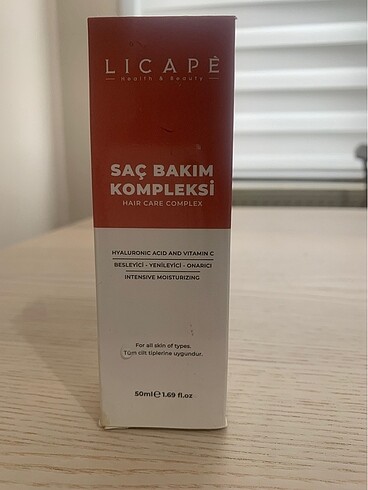 LICAPÈ
Health & Beauty
SAÇ BAKIM
KOMPLEKSİ
HAIR CARE COMPLEX
HYALURONIC ACID AND VITAMIN C
BESLEYİCİ - YENİLEYİCİ - ONARICI
INTENSIVE MOISTURIZING
For all skin of types.
Tüm cilt tiplerine uygundur.
50ml ℮ 1.69 fl.oz